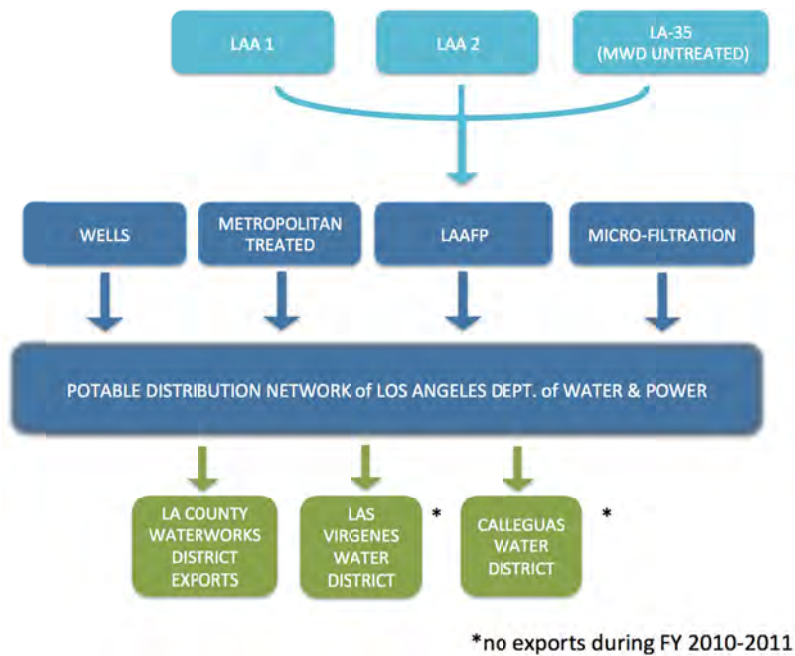 LAA 1
LAA 2
LA-35
(MWD UNTREATED)
WELLS
METROPOLITAN
TREATED
LAAFP
MICRO-FILTRATION
POTABLE DISTRIBUTION NETWORK of LOS ANGELES DEPT. of WATER & POWER
LA COUNTY
WATERWORKS
DISTRICT
EXPORTS
LAS
VIRGENES
WATER
DISTRICT
*
CALLEGUAS
WATER
DISTRICT
*
*no exports during FY 2010-2011